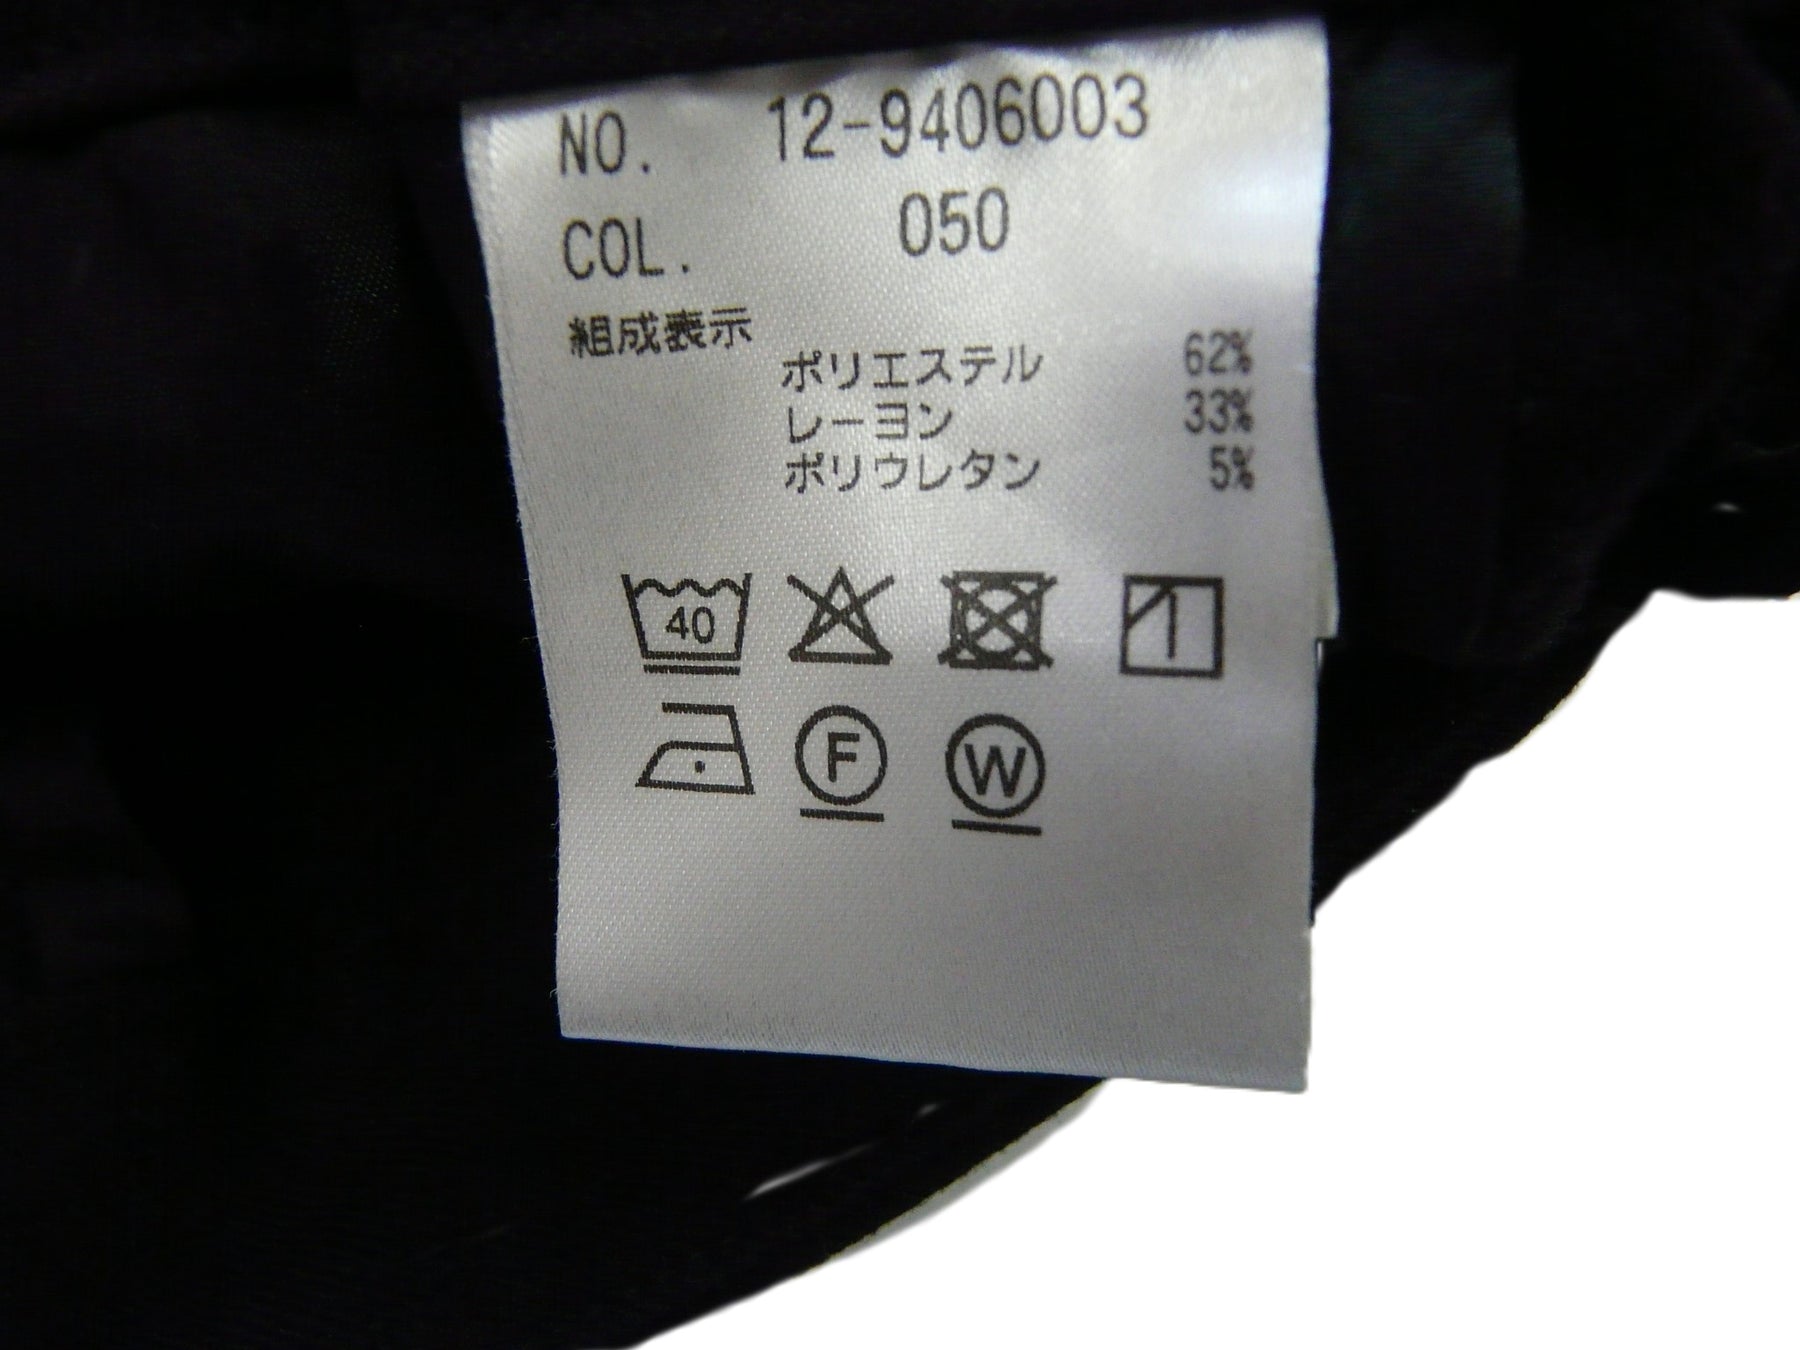 NO. 12-9406003
COL. 050
組成表示
ポリエステル 62%
レーヨン 33%
ポリウレタン 5%
40
F W